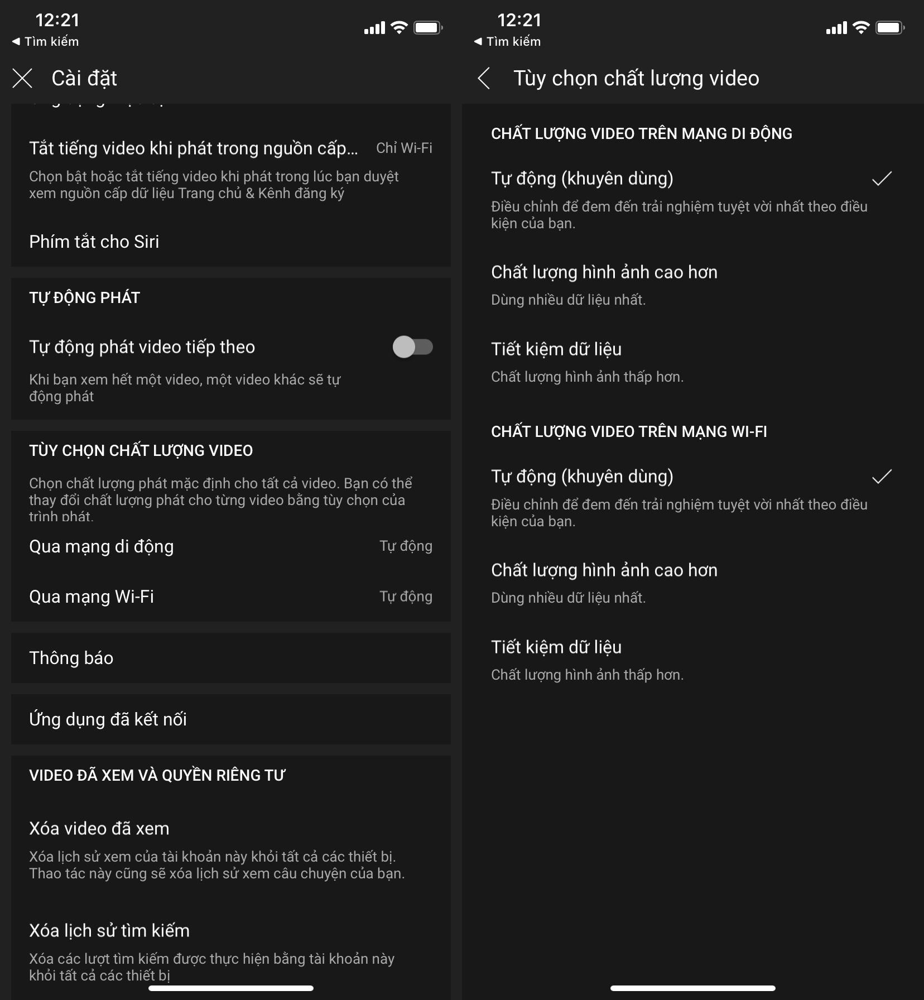 12:21
Tìm kiếm
Cài đặt
Tắt tiếng video khi phát trong nguồn cấp... Chỉ Wi-Fi
Chọn bật hoặc tắt tiếng video khi phát trong lúc bạn duyệt
xem nguồn cấp dữ liệu Trang chủ & Kênh đăng ký
Phím tắt cho Siri
TỰ ĐỘNG PHÁT
Tự động phát video tiếp theo
Khi bạn xem hết một video, một video khác sẽ tự
động phát
TÙY CHỌN CHẤT LƯỢNG VIDEO
Chọn chất lượng phát mặc định cho tất cả video. Bạn có thể
thay đổi chất lượng phát cho từng video bằng tùy chọn của
trình phát.
Qua mạng di động Tự động
Qua mạng Wi-Fi Tự động
Thông báo
Ứng dụng đã kết nối
VIDEO ĐÃ XEM VÀ QUYỀN RIÊNG TƯ
Xóa video đã xem
Xóa lịch sử xem của tài khoản này khỏi tất cả các thiết bị.
Thao tác này cũng sẽ xóa lịch sử xem câu chuyện của bạn.
Xóa lịch sử tìm kiếm
Xóa các lượt tìm kiếm được thực hiện bằng tài khoản này
khỏi tất cả các thiết bị
12:21
Tìm kiếm
Tùy chọn chất lượng video
CHẤT LƯỢNG VIDEO TRÊN MẠNG DI ĐỘNG
Tự động (khuyên dùng)
Điều chỉnh để đem đến trải nghiệm tuyệt vời nhất theo điều
kiện của bạn.
Chất lượng hình ảnh cao hơn
Dùng nhiều dữ liệu nhất.
Tiết kiệm dữ liệu
Chất lượng hình ảnh thấp hơn.
CHẤT LƯỢNG VIDEO TRÊN MẠNG WI-FI
Tự động (khuyên dùng)
Điều chỉnh để đem đến trải nghiệm tuyệt vời nhất theo điều
kiện của bạn.
Chất lượng hình ảnh cao hơn
Dùng nhiều dữ liệu nhất.
Tiết kiệm dữ liệu
Chất lượng hình ảnh thấp hơn.